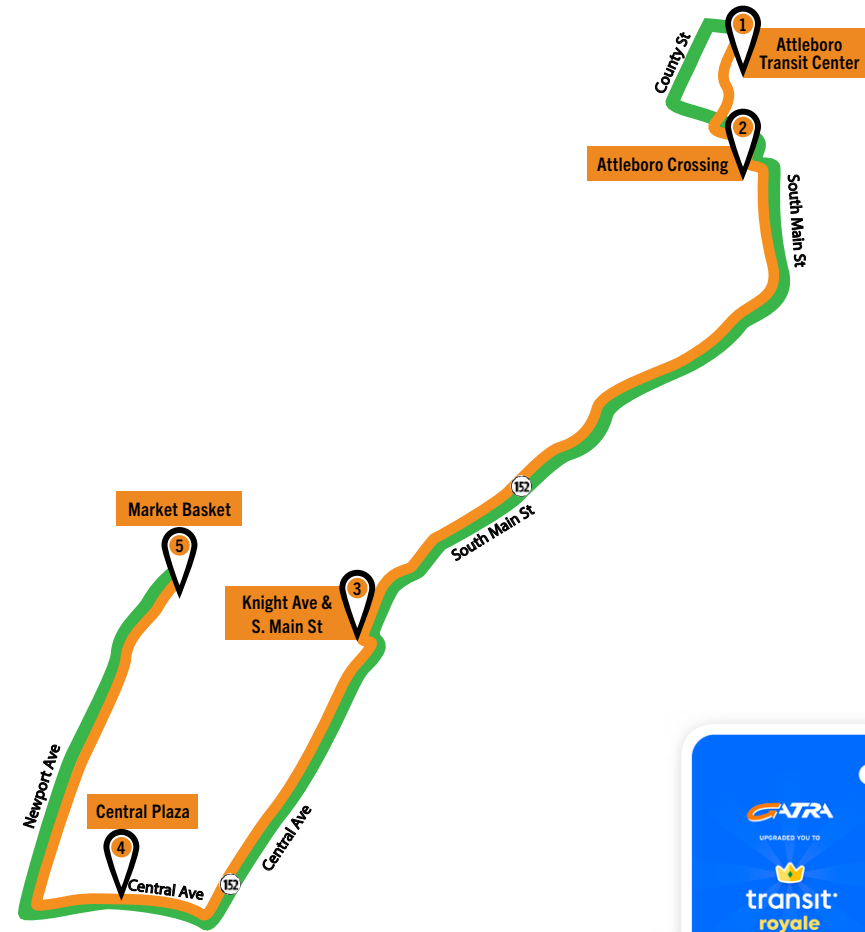 1
Attleboro
Transit Center
County St
2
Attleboro Crossing
South Main St
152
South Main St
Market Basket
5
3
Knight Ave &
S. Main St
Newport Ave
Central Plaza
4
Central Ave
152
Central Ave
GATRA
UPGRADED YOU TO
transit
royale